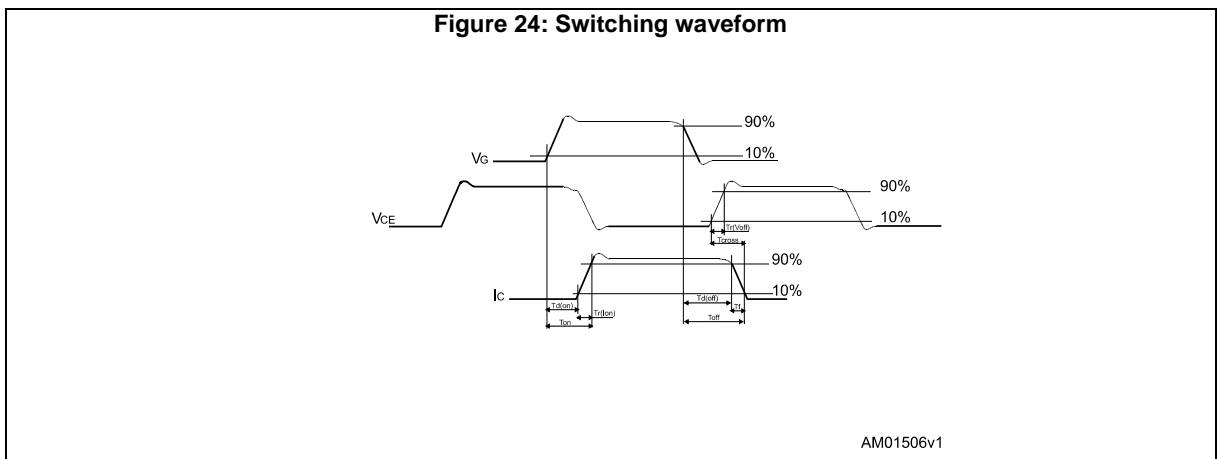 Figure 24: Switching waveform
90%
10%
VG
90%
VCE
10%
Tr(Voff)
Tcross
90%
IC
10%
Td(on)
Td(off)
Tf
Tr(Ion)
Ton
Toff
AM01506v1